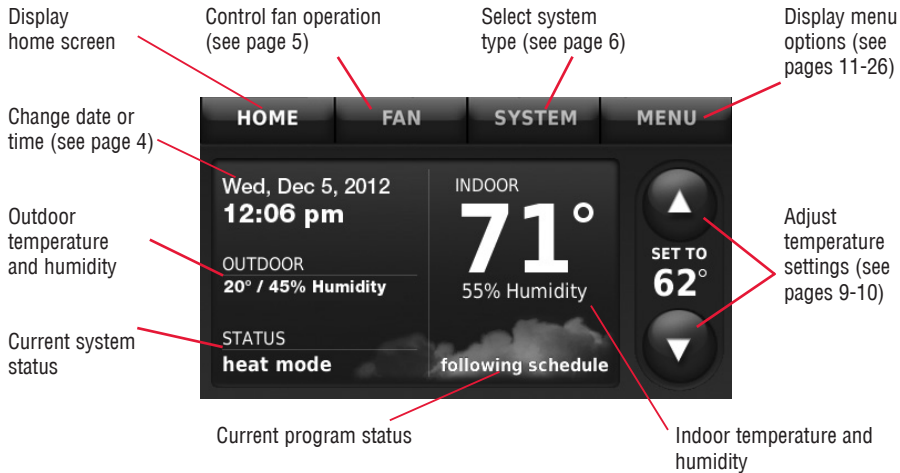 Display
home screen
Control fan operation
(see page 5)
Select system
type (see page 6)
Display menu
options (see
pages 11-26)
Change date or
time (see page 4)
Outdoor
temperature
and humidity
Current system
status
HOME
FAN
SYSTEM
MENU
Wed, Dec 5, 2012
12:06 pm
OUTDOOR
20° / 45% Humidity
STATUS
heat mode
INDOOR
71°
55% Humidity
following schedule
SET TO
62°
Adjust
temperature
settings (see
pages 9-10)
Current program status
Indoor temperature and
humidity